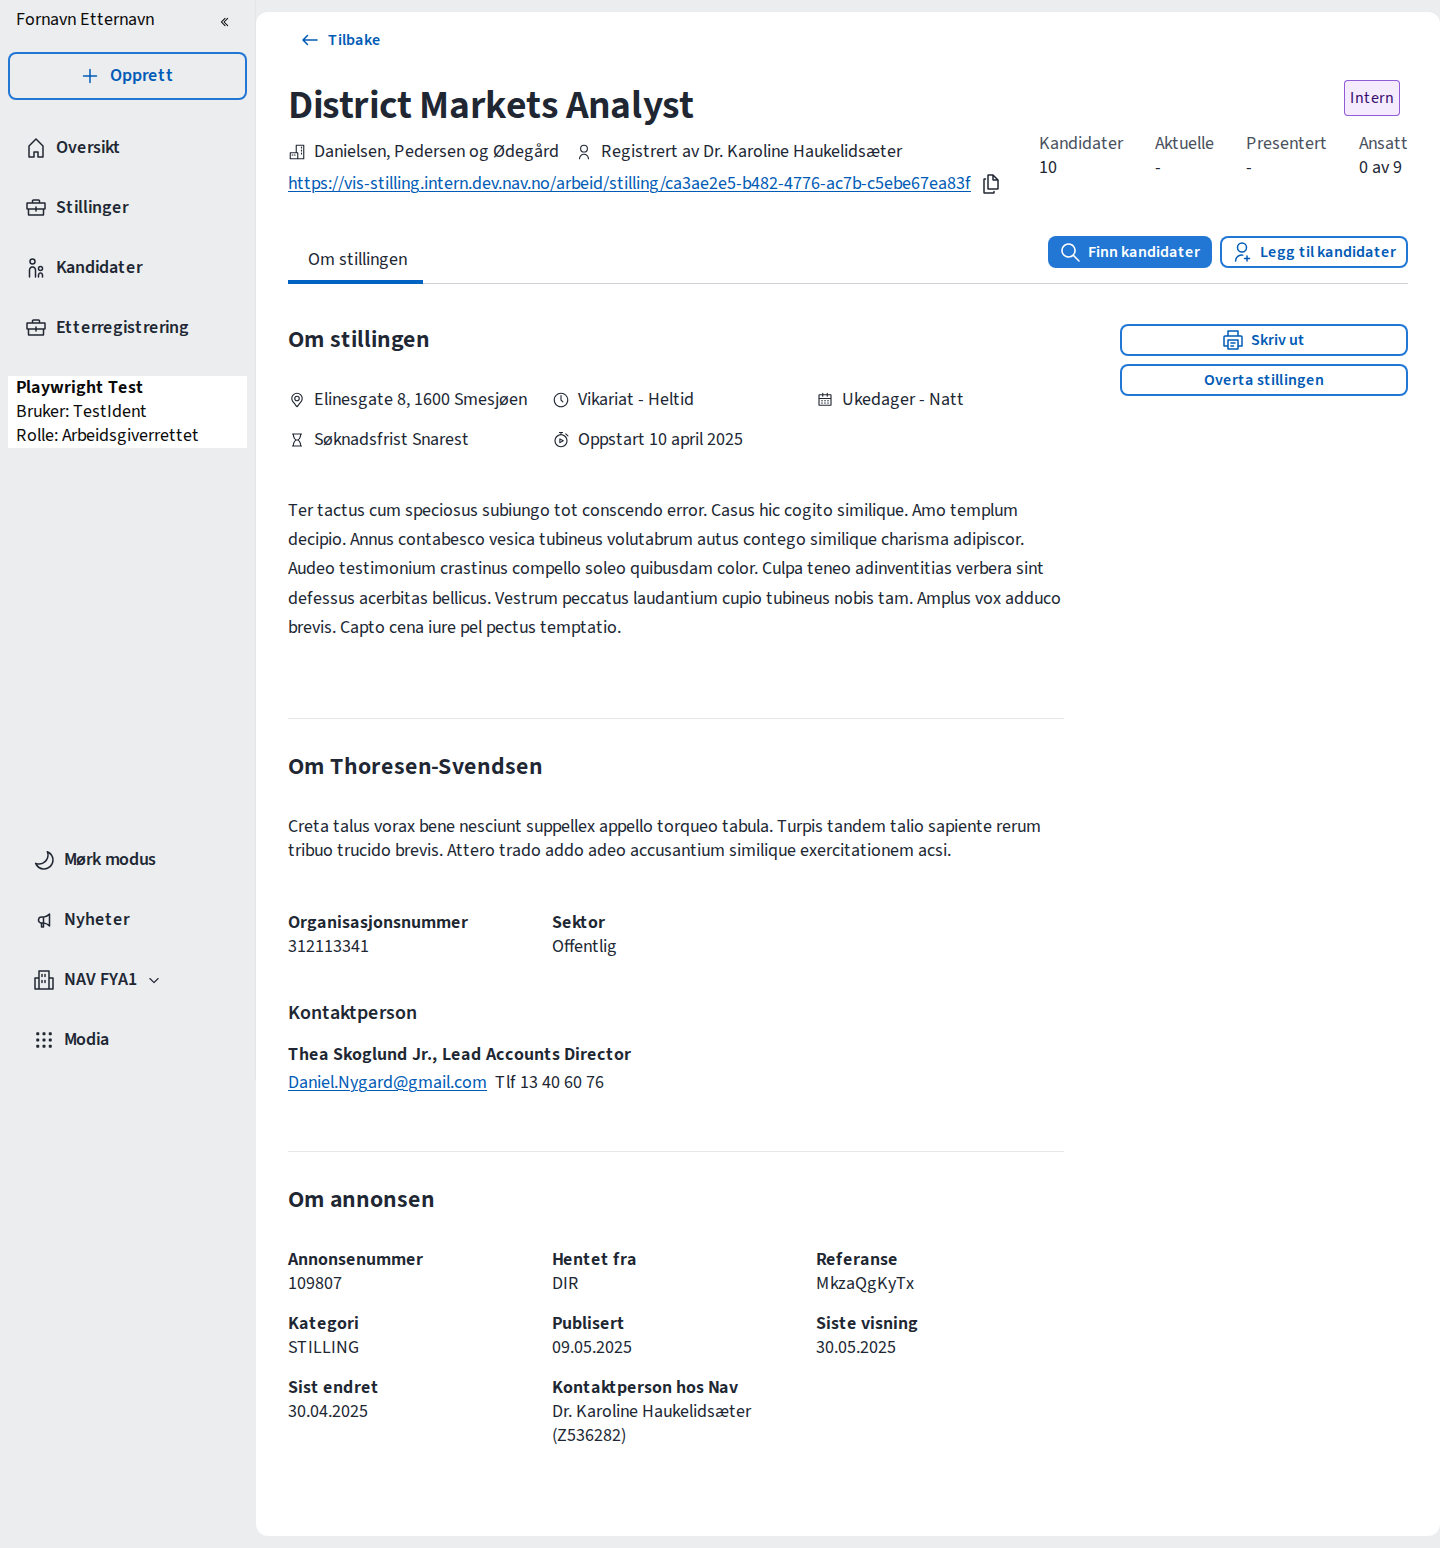 Fornavn Etternavn
Opprett
Oversikt
Stillinger
Kandidater
Etterregistrering
Playwright Test
Bruker: TestIdent
Rolle: Arbeidsgiverrettet
Mørk modus
Nyheter
NAV FYA1
Modia
Tilbake
District Markets Analyst
Intern
Danielsen, Pedersen og Ødegård Registrert av Dr. Karoline Haukelidsæter
https://vis-stilling.intern.dev.nav.no/arbeid/stilling/ca3ae2e5-b482-4776-ac7b-c5ebe67ea83f
Kandidater Aktuelle Presentert Ansatt
10 - - 0 av 9
Om stillingen
Finn kandidater Legg til kandidater
Om stillingen
Skriv ut
Overta stillingen
Elinesgate 8, 1600 Smesjøen Vikariat - Heltid Ukedager - Natt
Søknadsfrist Snarest Oppstart 10 april 2025
Ter tactus cum speciosus subiungo tot conscendo error. Casus hic cogito similique. Amo templum
decipio. Annus contabesco vesica tubineus volutabrum autus contego similique charisma adipiscor.
Audeo testimonium crastinus compello soleo quibusdam color. Culpa teneo adinventitias verbera sint
defessus acerbitas bellicus. Vestrum peccatus laudantium cupio tubineus nobis tam. Amplus vox adduco
brevis. Capto cena iure pel pectus temptatio.
Om Thoresen-Svendsen
Creta talus vorax bene nesciunt suppellex appello torqueo tabula. Turpis tandem talio sapiente rerum
tribuo trucido brevis. Attero trado addo adeo accusantium similique exercitationem acsi.
Organisasjonsnummer Sektor
312113341 Offentlig
Kontaktperson
Thea Skoglund Jr., Lead Accounts Director
Daniel.Nygard@gmail.com Tlf 13 40 60 76
Om annonsen
Annonsenummer Hentet fra Referanse
109807 DIR MkzaQgKyTx
Kategori Publisert Siste visning
STILLING 09.05.2025 30.05.2025
Sist endret Kontaktperson hos Nav
30.04.2025 Dr. Karoline Haukelidsæter
(Z536282)